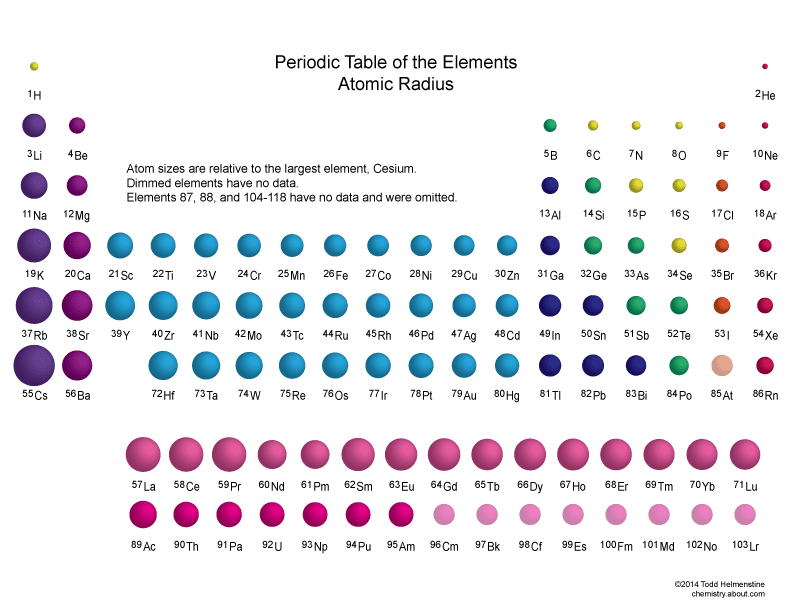 Periodic Table of the Elements
Atomic Radius
1H 2He
3Li 4Be 5B 6C 7N 8O 9F 10Ne
Atom sizes are relative to the largest element, Cesium.
Dimmed elements have no data.
Elements 87, 88, and 104-118 have no data and were omitted.
11Na 12Mg 13Al 14Si 15P 16S 17Cl 18Ar
19K 20Ca 21Sc 22Ti 23V 24Cr 25Mn 26Fe 27Co 28Ni 29Cu 30Zn 31Ga 32Ge 33As 34Se 35Br 36Kr
37Rb 38Sr 39Y 40Zr 41Nb 42Mo 43Tc 44Ru 45Rh 46Pd 47Ag 48Cd 49In 50Sn 51Sb 52Te 53I 54Xe
55Cs 56Ba 72Hf 73Ta 74W 75Re 76Os 77Ir 78Pt 79Au 80Hg 81Tl 82Pb 83Bi 84Po 85At 86Rn
57La 58Ce 59Pr 60Nd 61Pm 62Sm 63Eu 64Gd 65Tb 66Dy 67Ho 68Er 69Tm 70Yb 71Lu
89Ac 90Th 91Pa 92U 93Np 94Pu 95Am 96Cm 97Bk 98Cf 99Es 100Fm 101Md 102No 103Lr
©2014 Todd Helmenstine
chemistry.about.com